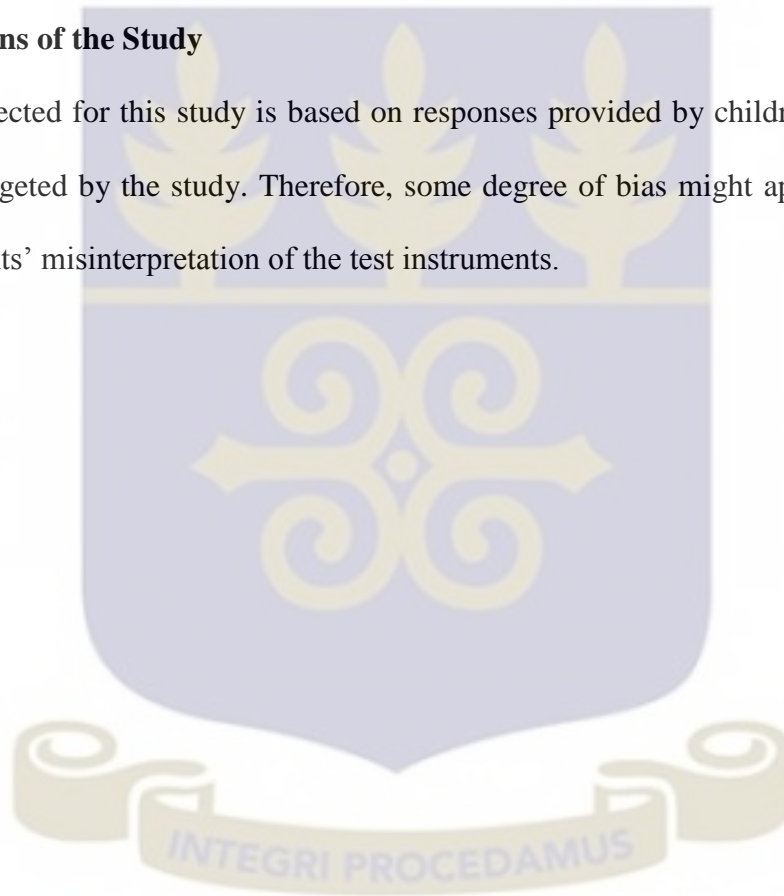 ns of the Study
ected for this study is based on responses provided by childr
geted by the study. Therefore, some degree of bias might ap
ts’ misinterpretation of the test instruments.
INTEGRI PROCEDAMUS